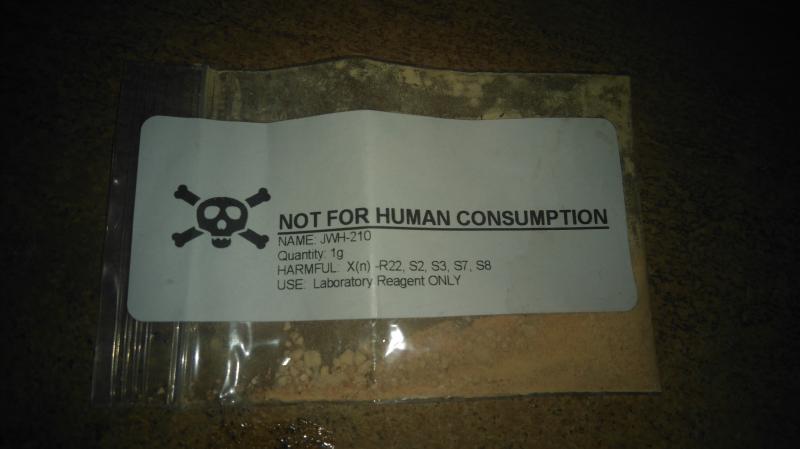 NOT FOR HUMAN CONSUMPTION
NAME: JWH-210
Quantity: 1g
HARMFUL: X(n) -R22, S2, S3, S7, S8
USE: Laboratory Reagent ONLY